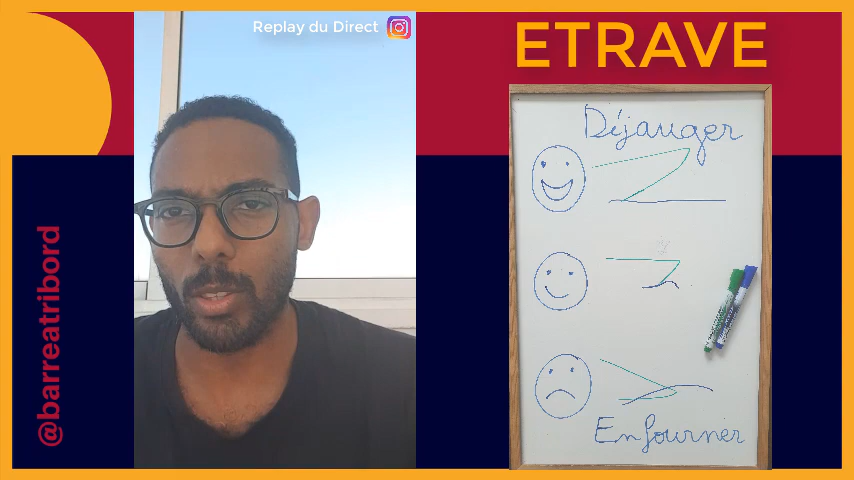 Replay du Direct
ETRAVE
Déjauger
Enfourner
@barreatribord